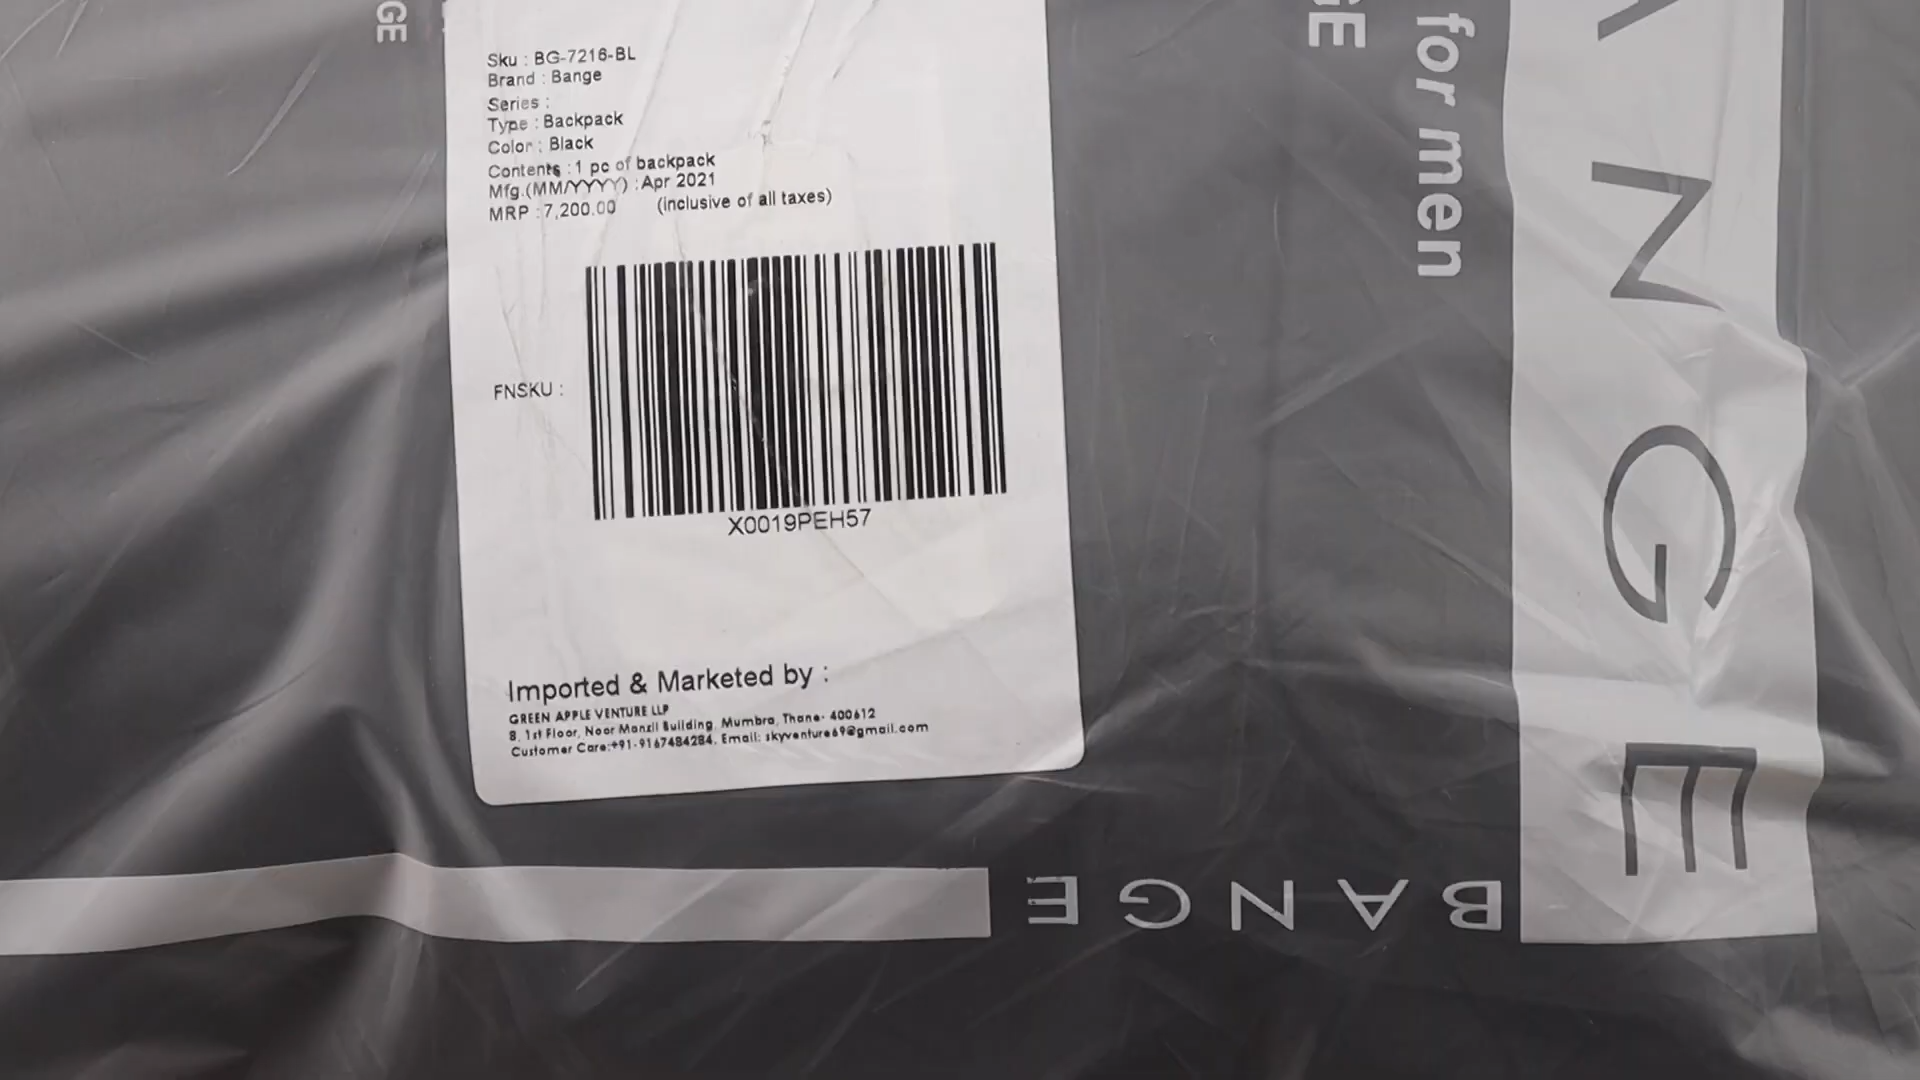 GE
Sku : BG-7216-BL
Brand : Bange
Series :
Type : Backpack
Color : Black
Contents : 1 pc of backpack
Mfg.(MM/YYYY) : Apr 2021
MRP : 7,200.00 (inclusive of all taxes)
FNSKU :
X0019PEH57
Imported & Marketed by :
GREEN APPLE VENTURE LLP
8, 1st Floor, Noor Manzil Building, Mumbra, Thane- 400612
Customer Care:+91-9167484284, Email: skyventure69@gmail.com
GE
for men
ANGE
BANGE